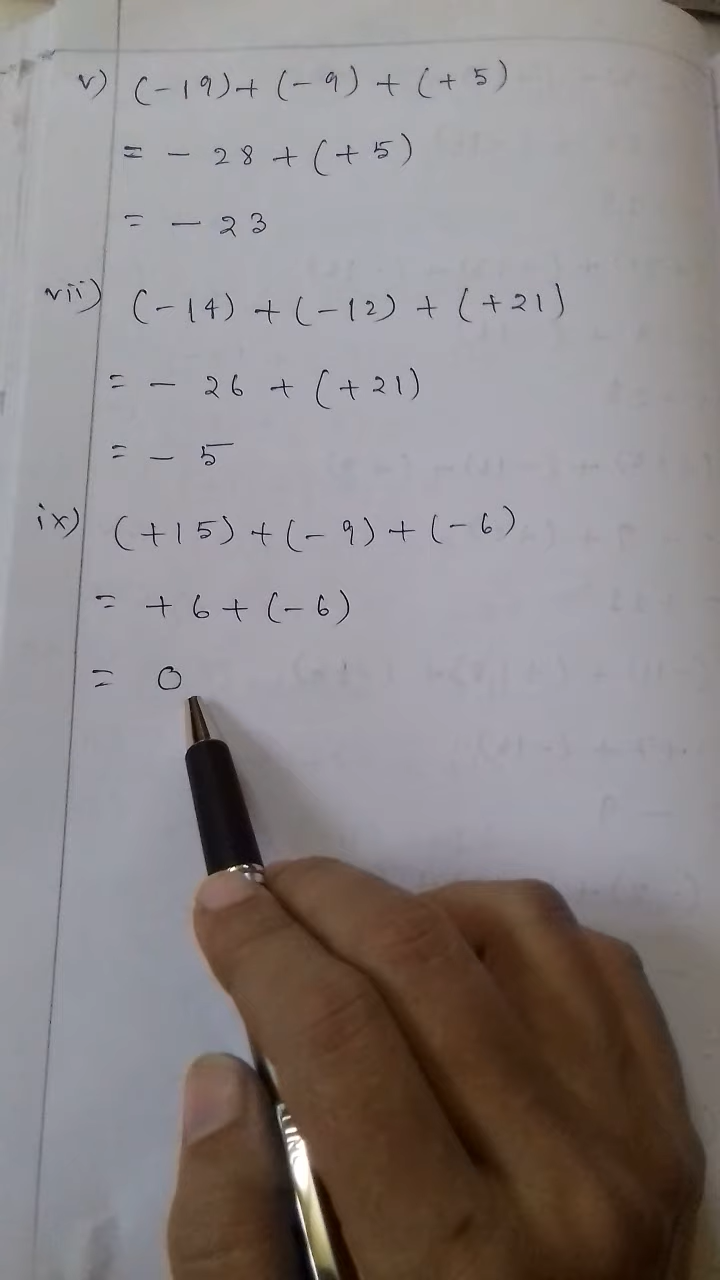 v) (-19)+(-9)+(+5)
= - 28 + (+5)
= - 23
vii) (-14) + (-12) + (+21)
= - 26 + (+21)
= - 5
ix) (+15)+(-9)+(-6)
= +6+(-6)
= 0